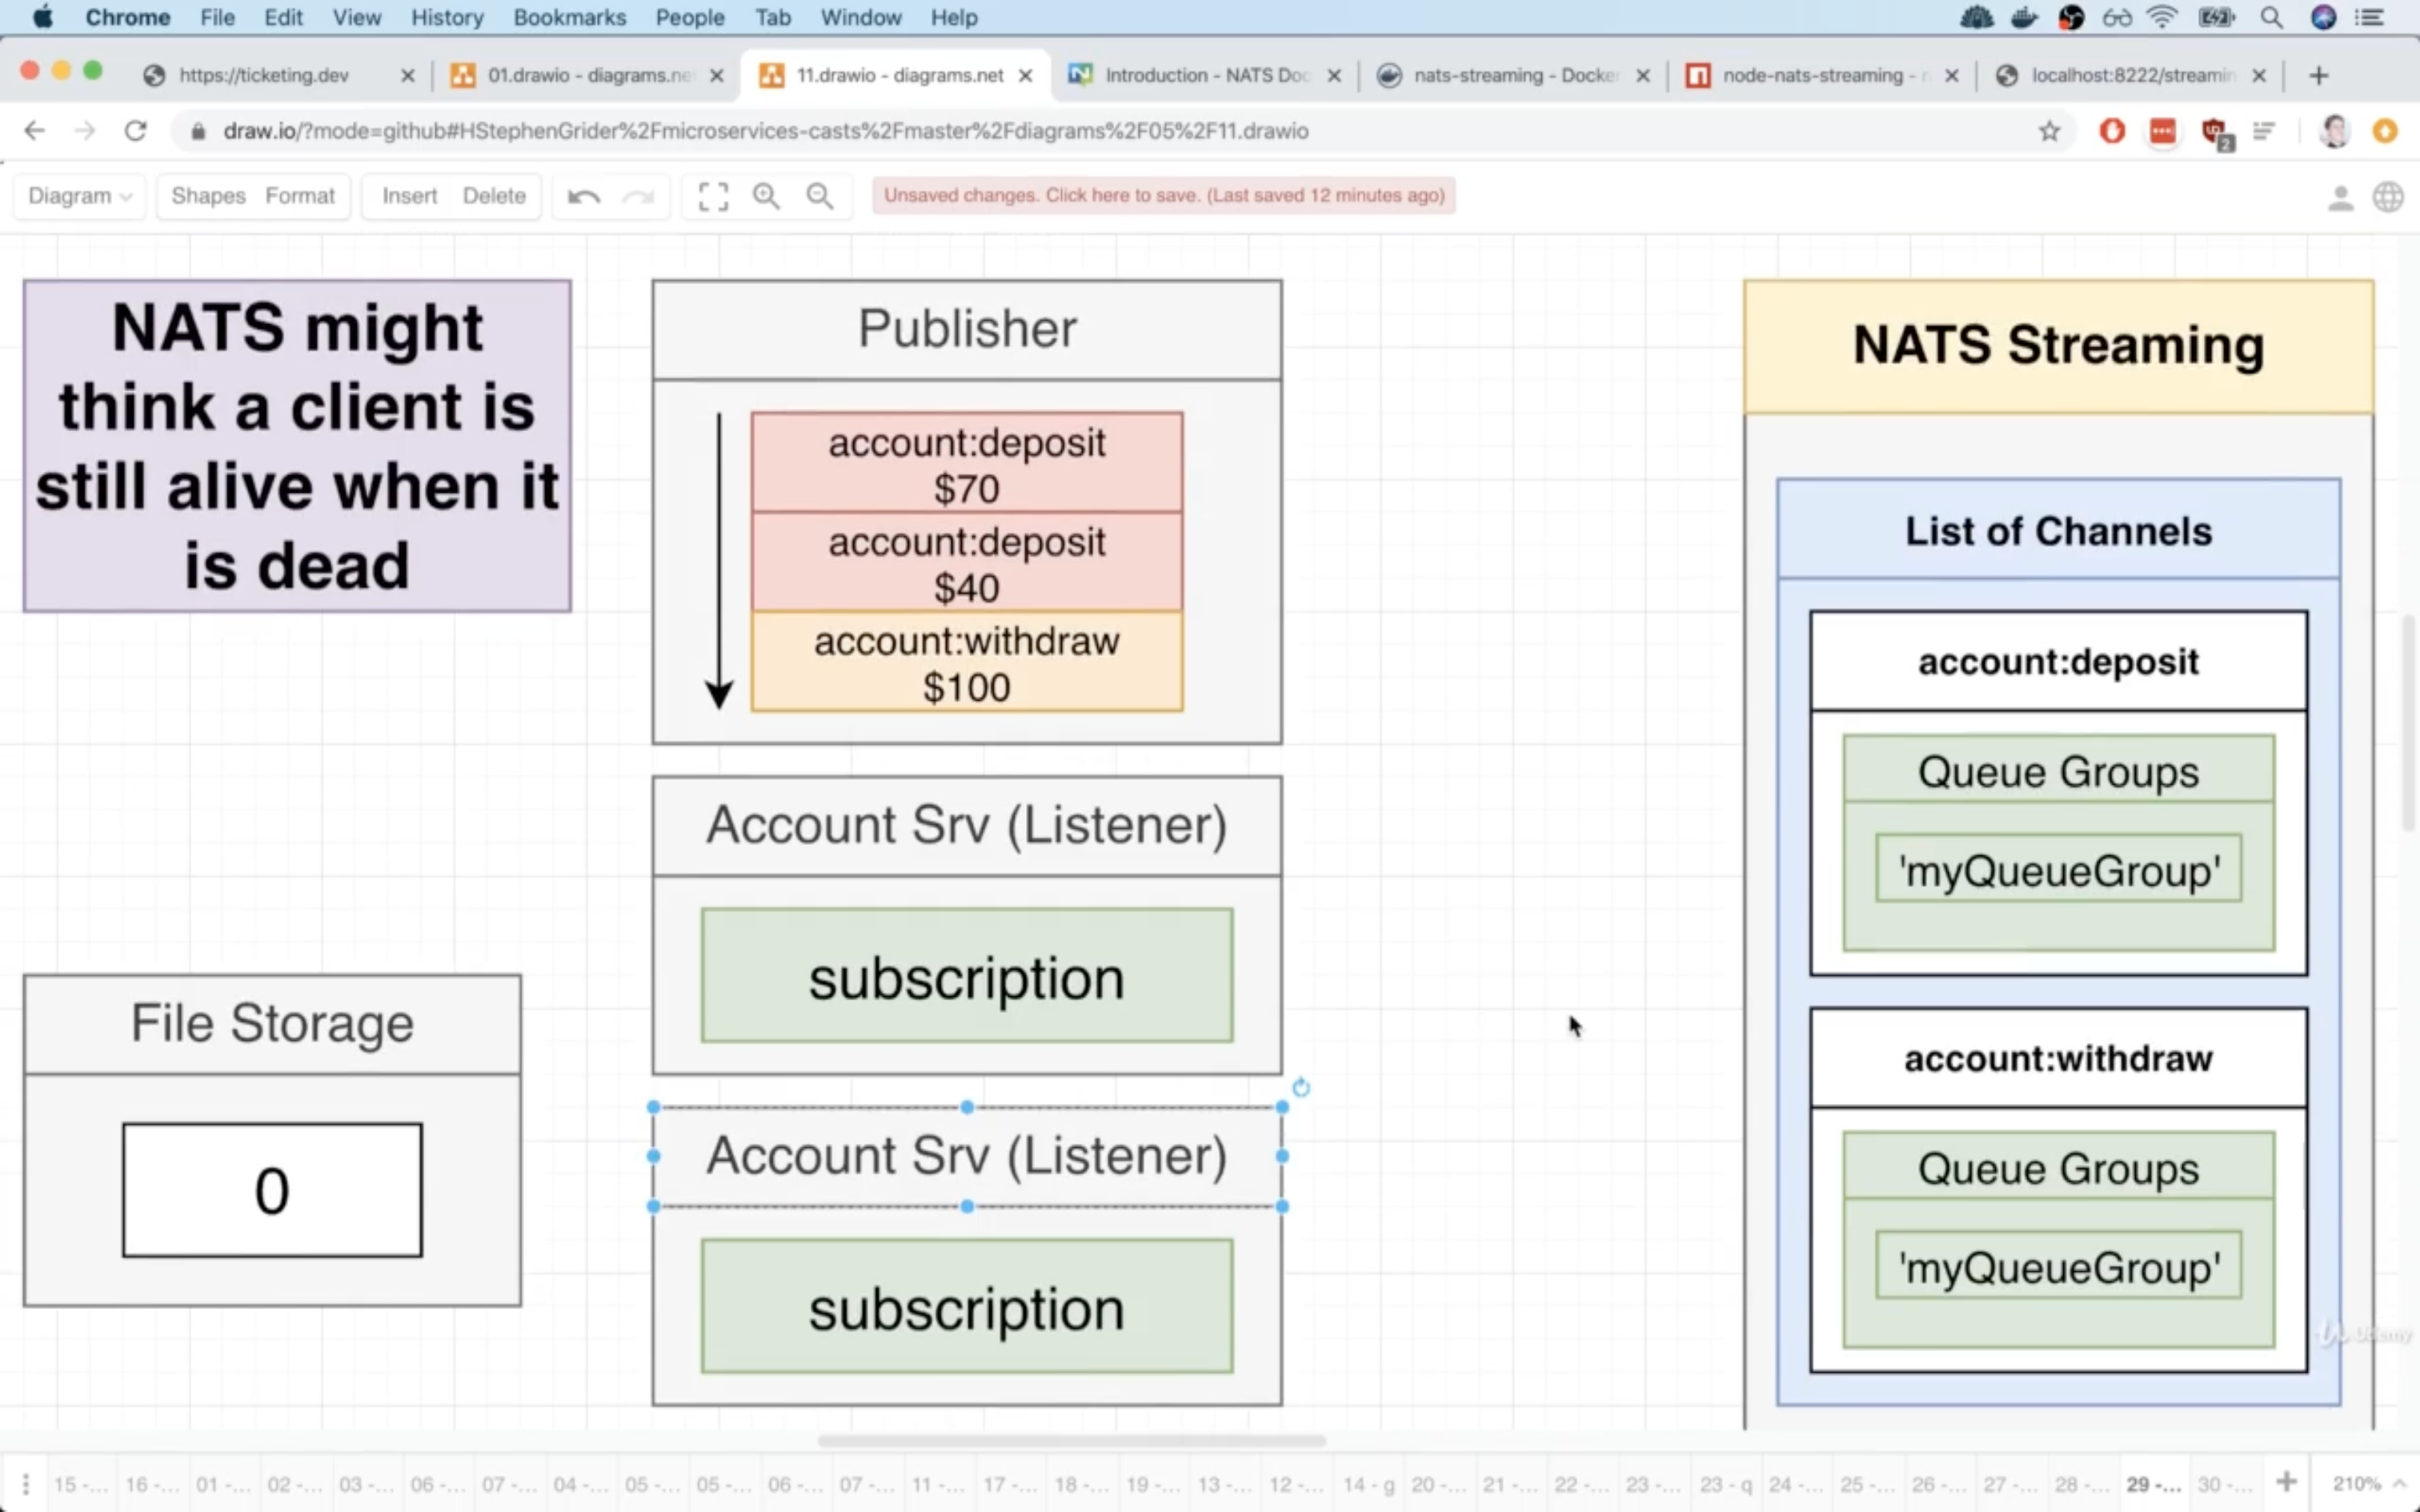 Chrome File Edit View History Bookmarks People Tab Window Help
https://ticketing.dev
01.drawio - diagrams.ne
11.drawio - diagrams.net
Introduction - NATS Doc
nats-streaming - Docker
node-nats-streaming -
localhost:8222/streamin
draw.io/?mode=github#HStephenGrider%2Fmicroservices-casts%2Fmaster%2Fdiagrams%2F05%2F11.drawio
2
Diagram
Shapes Format
Insert Delete
Unsaved changes. Click here to save. (Last saved 12 minutes ago)
NATS might
think a client is
still alive when it
is dead
File Storage
0
Publisher
account:deposit
$70
account:deposit
$40
account:withdraw
$100
Account Srv (Listener)
subscription
Account Srv (Listener)
subscription
NATS Streaming
List of Channels
account:deposit
Queue Groups
'myQueueGroup'
account:withdraw
Queue Groups
'myQueueGroup'
Udemy
15 -... 16 -... 01 -... 02 -... 03 -... 06 -... 07 -... 04 -... 05 -... 05 -... 06 -... 07 -... 11 -... 17 -... 18 -... 19 -... 13 -... 12 -... 14 - g 20 -... 21 -... 22 -... 23 -... 23 - q 24 -... 25 -... 26 -... 27 -... 28 -... 29 -... 30 -... 210%